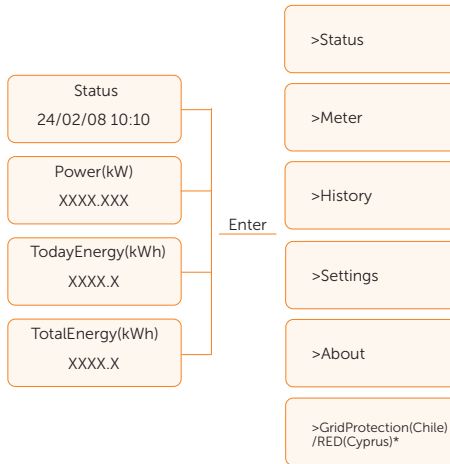 Status
24/02/08 10:10
Power(kW)
XXXX.XXX
TodayEnergy(kWh)
XXXX.X
TotalEnergy(kWh)
XXXX.X
Enter
>Status
>Meter
>History
>Settings
>About
>GridProtection(Chile)
/RED(Cyprus)*